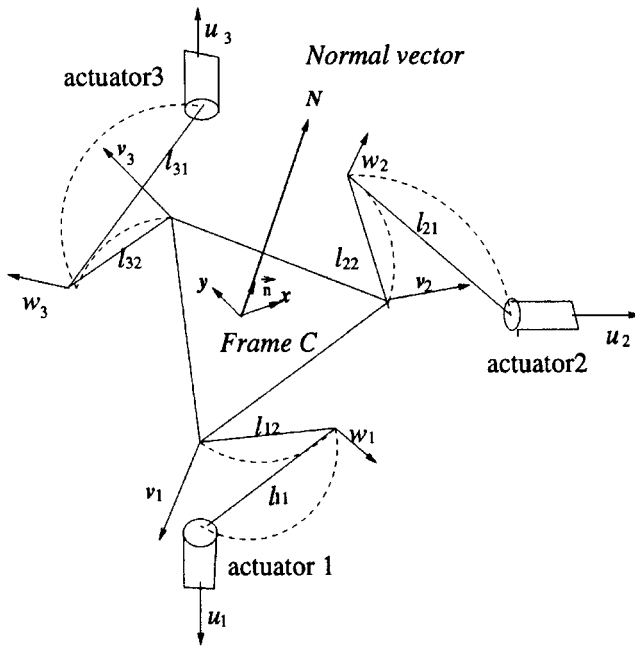 u3
Normal vector
actuator3
N
v3
l31
w2
l21
l32
l22
w3
y
n
x
v2
Frame C
u2
actuator2
l12
w1
v1
l11
actuator 1
u1